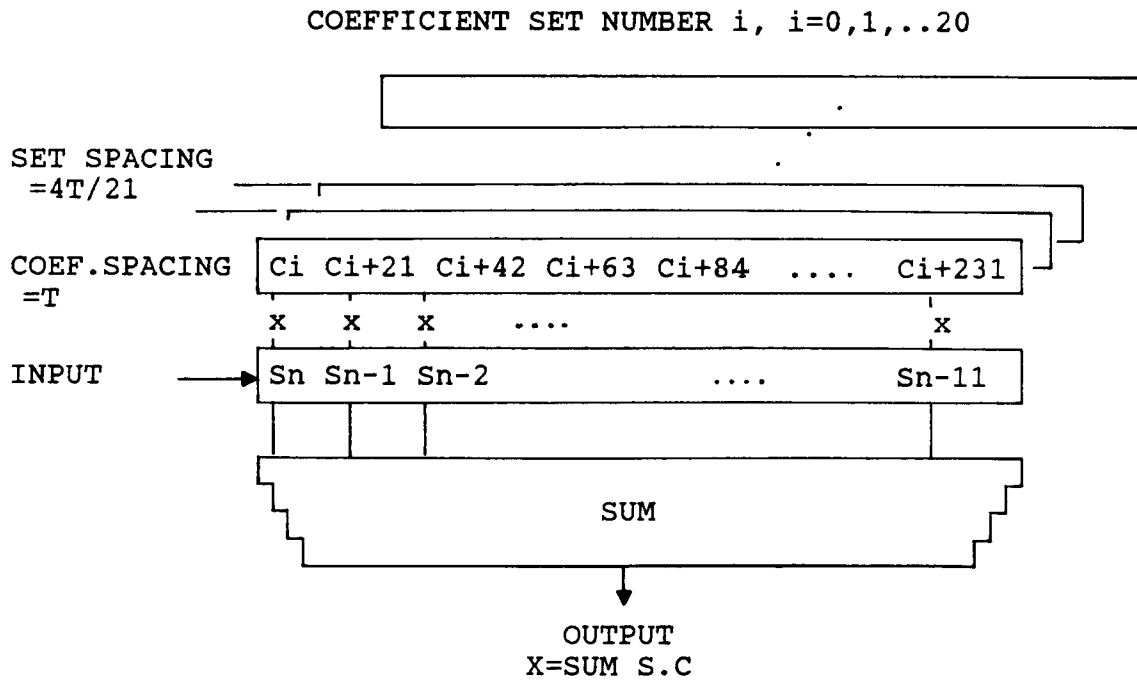 COEFFICIENT SET NUMBER i, i=0,1,..20
SET SPACING
=4T/21
COEF.SPACING
=T
Ci Ci+21 Ci+42 Ci+63 Ci+84 .... Ci+231
x x x .... x
INPUT
Sn Sn-1 Sn-2 .... Sn-11
SUM
OUTPUT
X=SUM S.C